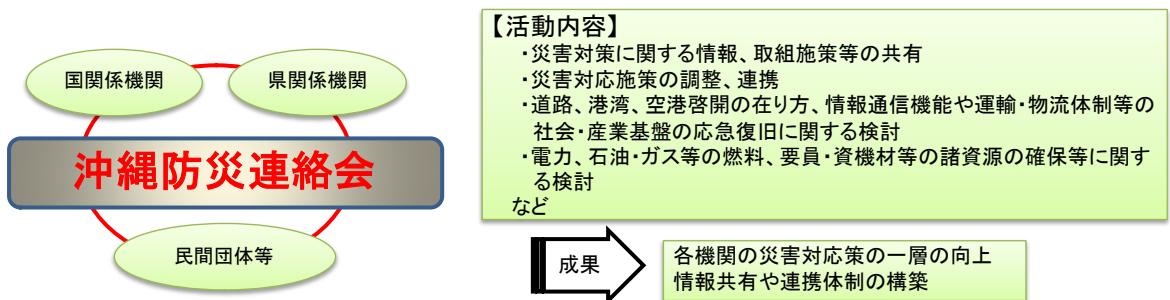 国関係機関
県関係機関
沖縄防災連絡会
民間団体等
【活動内容】
・災害対策に関する情報、取組施策等の共有
・災害対応施策の調整、連携
・道路、港湾、空港啓開の在り方、情報通信機能や運輸・物流体制等の
社会・産業基盤の応急復旧に関する検討
・電力、石油・ガス等の燃料、要員・資機材等の諸資源の確保等に関す
る検討
など
成果
各機関の災害対応策の一層の向上
情報共有や連携体制の構築